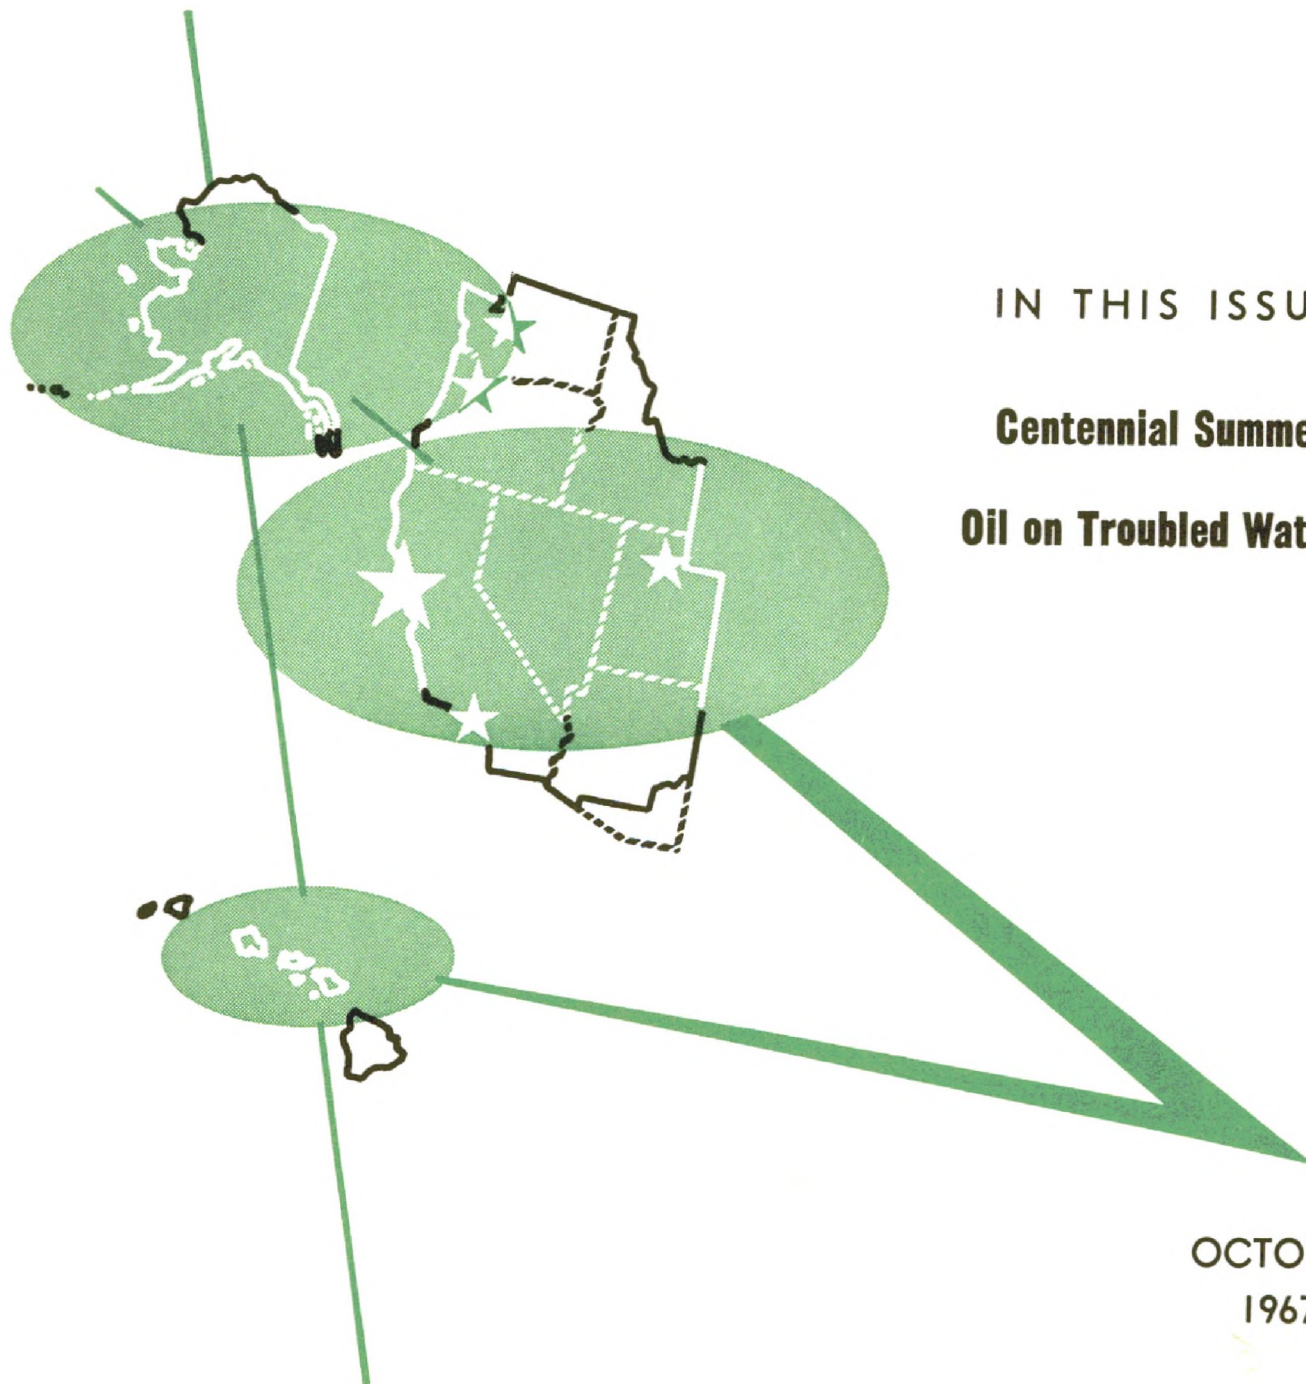 IN THIS ISSU
Centennial Summe
Oil on Troubled Wat
OCTO
1967